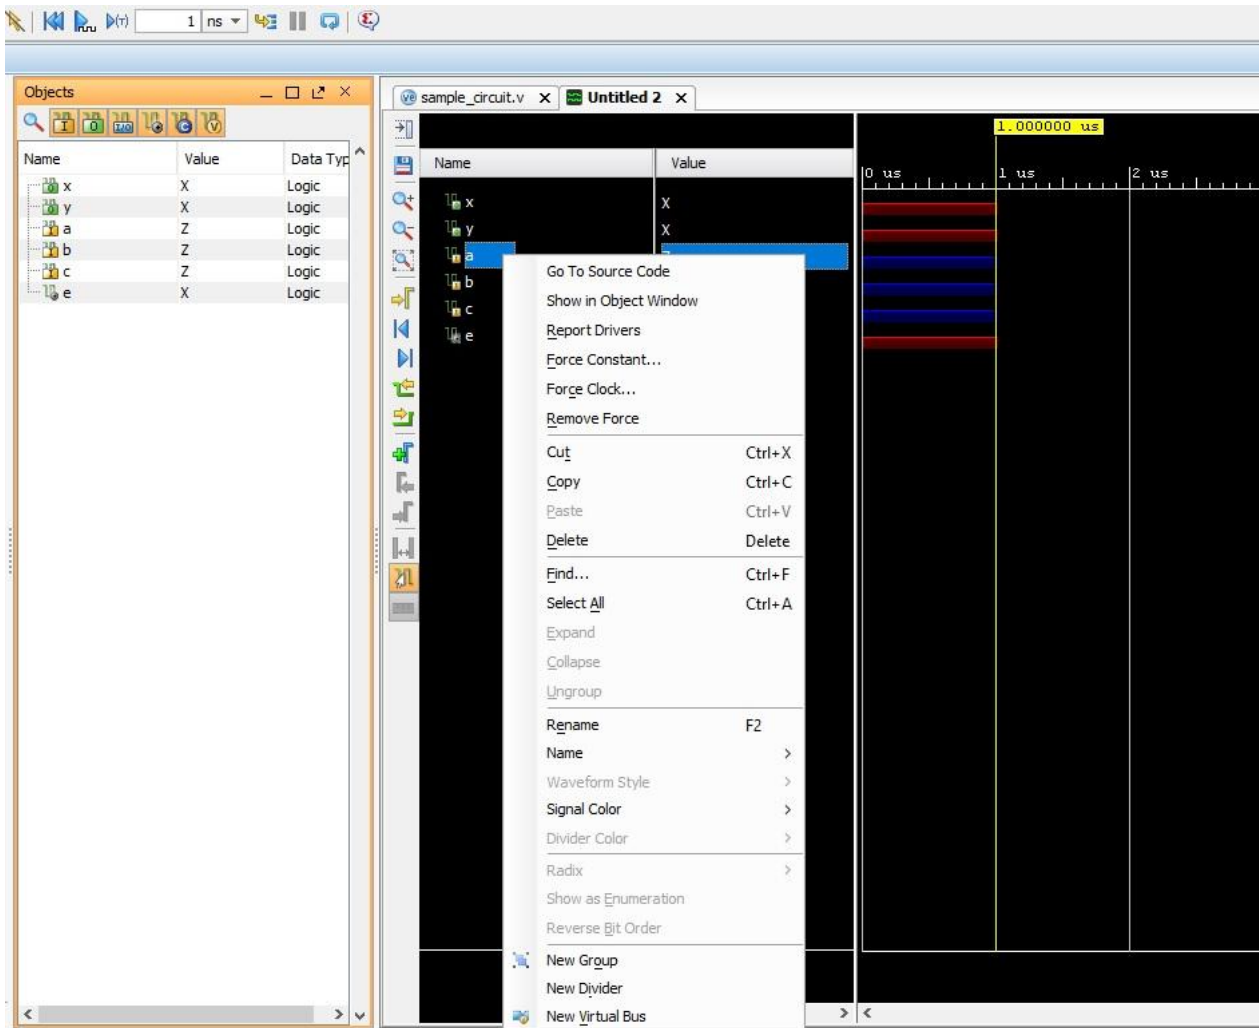 1 ns
Objects
Name Value Data Typ
x X Logic
y X Logic
a Z Logic
b Z Logic
c Z Logic
e X Logic
sample_circuit.v Untitled 2
1.000000 us
Name Value
0 us 1 us 2 us
x X
y X
a
b
c
e
Go To Source Code
Show in Object Window
Report Drivers
Force Constant...
Force Clock...
Remove Force
Cut Ctrl+X
Copy Ctrl+C
Paste Ctrl+V
Delete Delete
Find... Ctrl+F
Select All Ctrl+A
Expand
Collapse
Ungroup
Rename F2
Name
Waveform Style
Signal Color
Divider Color
Radix
Show as Enumeration
Reverse Bit Order
New Group
New Divider
New Virtual Bus